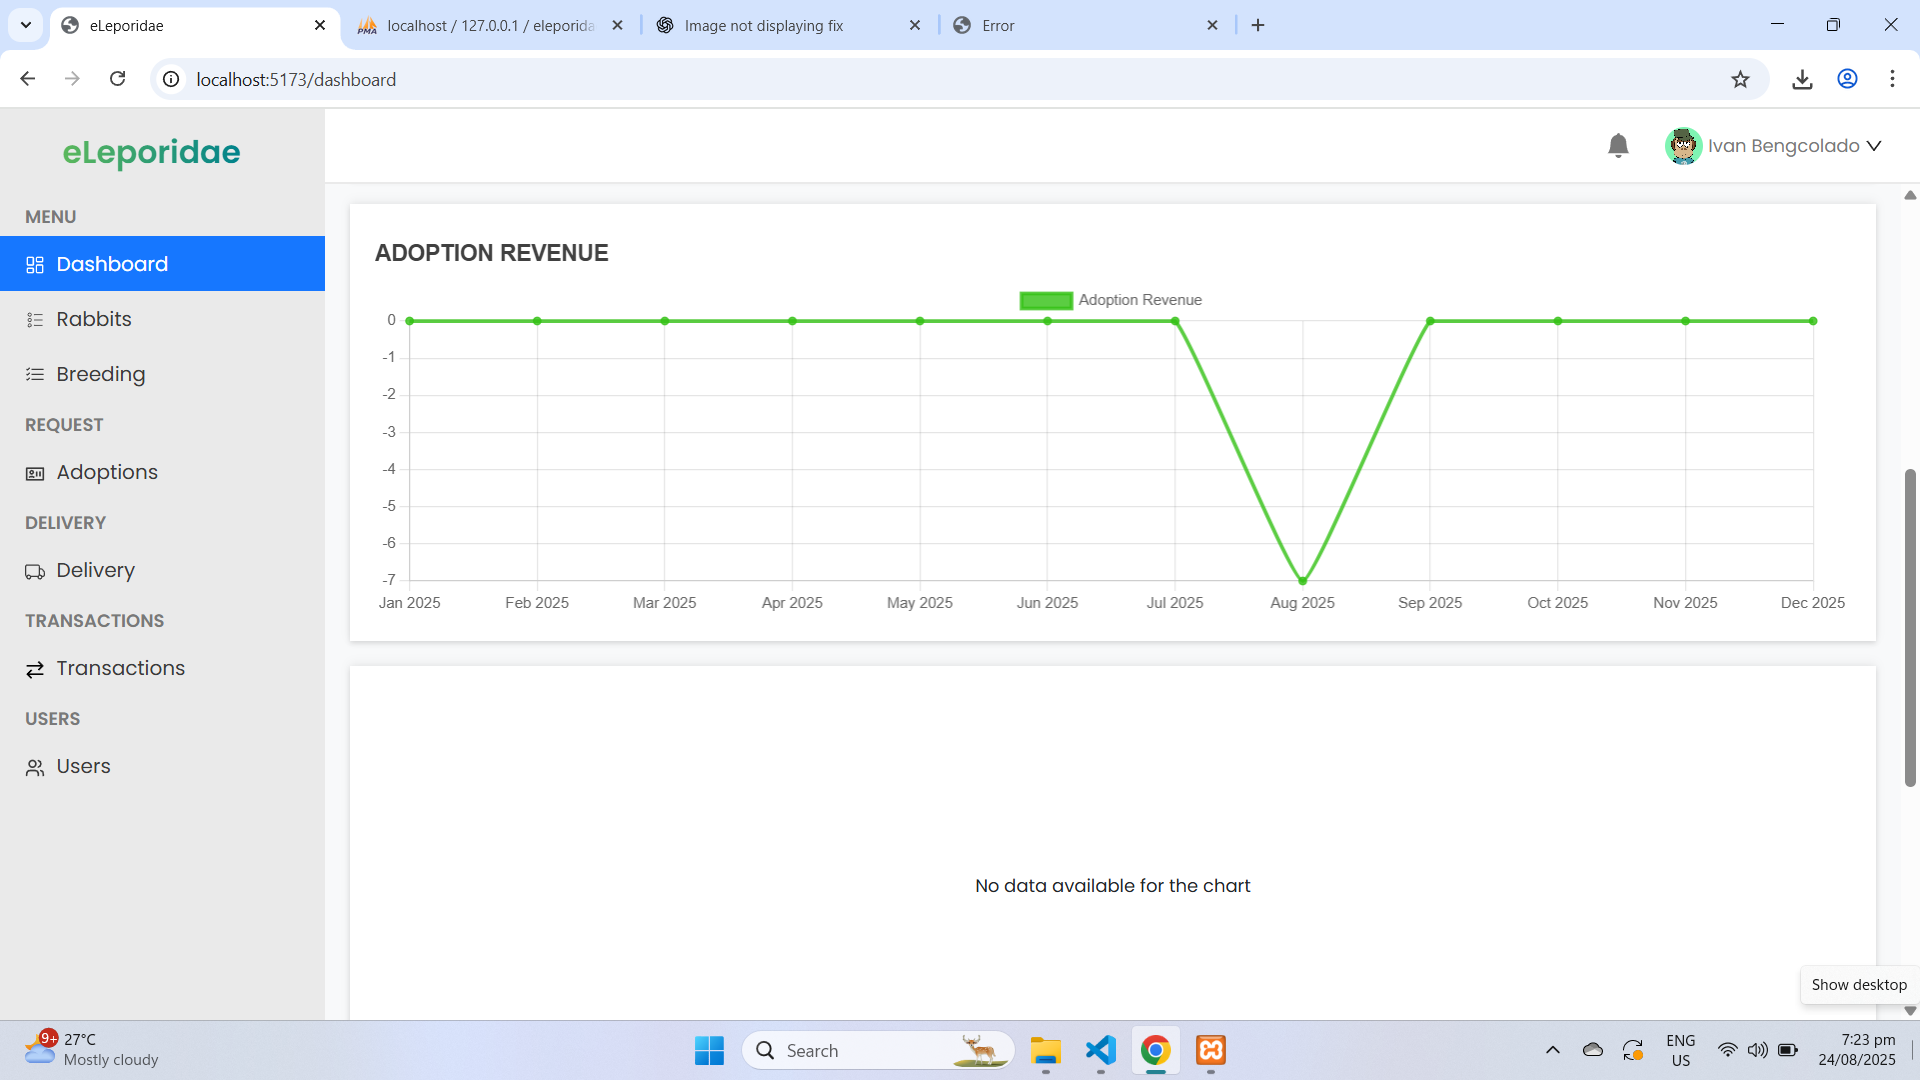 eLeporidae
localhost / 127.0.0.1 / eleporida
Image not displaying fix
Error
localhost:5173/dashboard
eLeporidae
Ivan Bengcolado
MENU
Dashboard
Rabbits
Breeding
REQUEST
Adoptions
DELIVERY
Delivery
TRANSACTIONS
Transactions
USERS
Users
ADOPTION REVENUE
Adoption Revenue
0
-1
-2
-3
-4
-5
-6
-7
Jan 2025 Feb 2025 Mar 2025 Apr 2025 May 2025 Jun 2025 Jul 2025 Aug 2025 Sep 2025 Oct 2025 Nov 2025 Dec 2025
No data available for the chart
Show desktop
9+
27°C
Mostly cloudy
Search
ENG
US
7:23 pm
24/08/2025
PMA